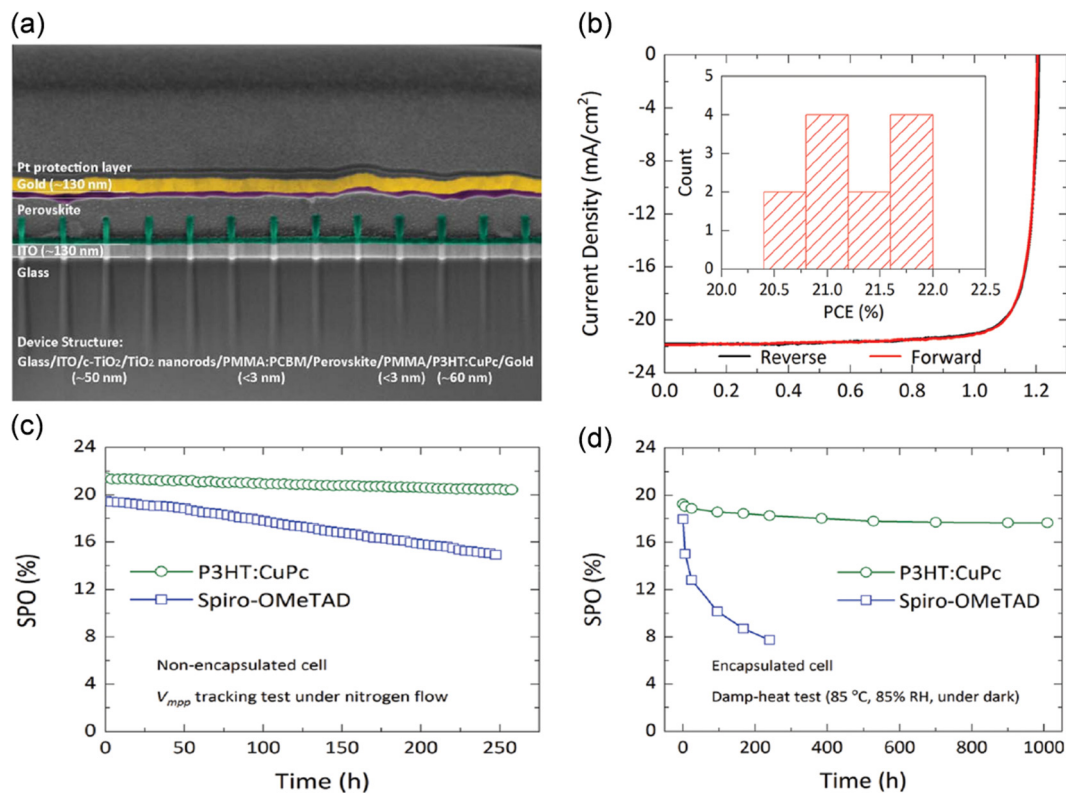 (a)
Pt protection layer
Gold (~130 nm)
Perovskite
ITO (~130 nm)
Glass
Device Structure:
Glass/ITO/c-TiO2/TiO2 nanorods/PMMA:PCBM/Perovskite/PMMA/P3HT:CuPc/Gold
(~50 nm) (<3 nm) (<3 nm) (~60 nm)
(b)
0
-4
-8
-12
-16
-20
-24
Current Density (mA/cm²)
0.0 0.2 0.4 0.6 0.8 1.0 1.2
Reverse Forward
5
4
3
2
1
0
Count
20.0 20.5 21.0 21.5 22.0 22.5
PCE (%)
(c)
24
20
16
12
8
4
0
SPO (%)
P3HT:CuPc
Spiro-OMeTAD
Non-encapsulated cell
Vmpp tracking test under nitrogen flow
0 50 100 150 200 250
Time (h)
(d)
24
20
16
12
8
4
0
SPO (%)
P3HT:CuPc
Spiro-OMeTAD
Encapsulated cell
Damp-heat test (85 °C, 85% RH, under dark)
0 200 400 600 800 1000
Time (h)